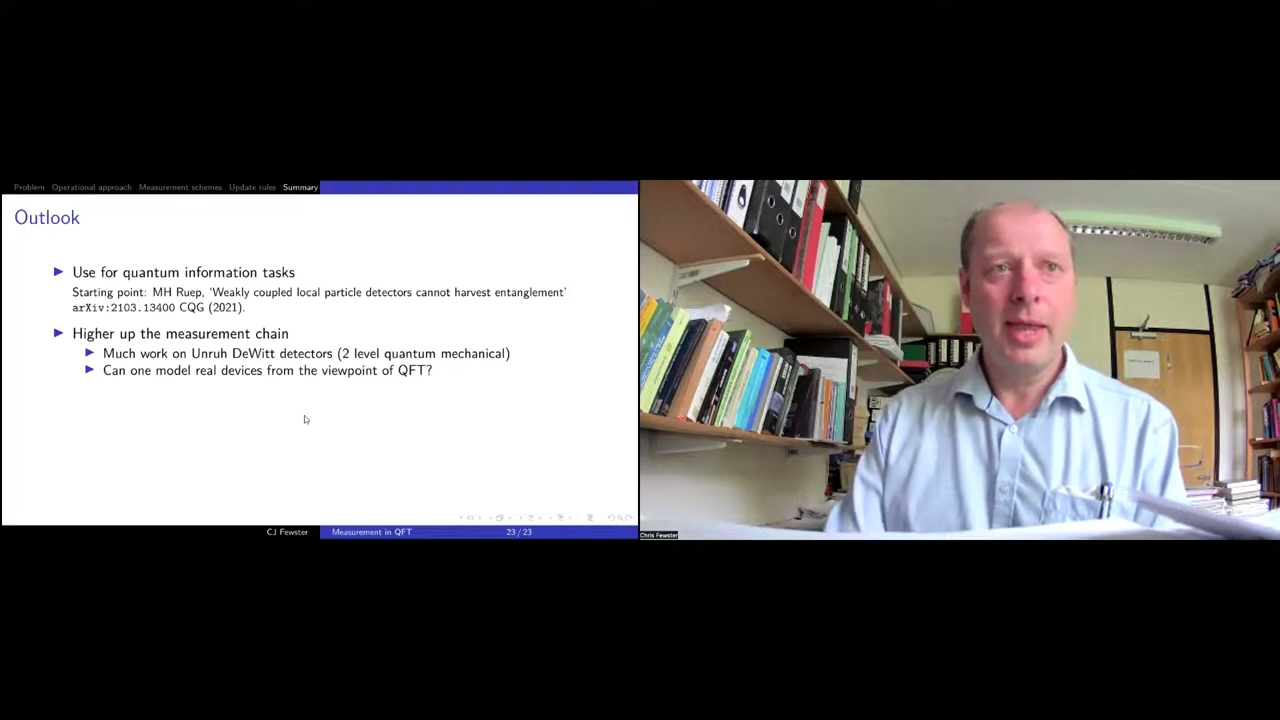 Problem Operational approach Measurement schemes Update rules Summary
Outlook
Use for quantum information tasks
Starting point: MH Ruep, ‘Weakly coupled local particle detectors cannot harvest entanglement’
arXiv:2103.13400 CQG (2021).
Higher up the measurement chain
Much work on Unruh DeWitt detectors (2 level quantum mechanical)
Can one model real devices from the viewpoint of QFT?
CJ Fewster Measurement in QFT 23/23
Chris Fewster